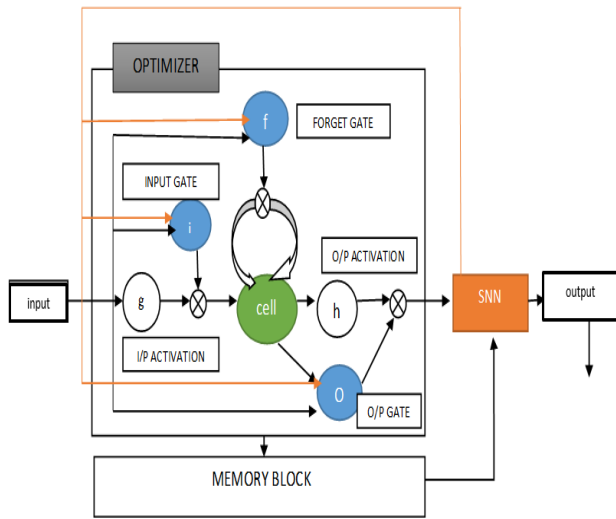 OPTIMIZER
f
FORGET GATE
INPUT GATE
i
O/P ACTIVATION
input
g
cell
h
SNN
output
I/P ACTIVATION
O
O/P GATE
MEMORY BLOCK